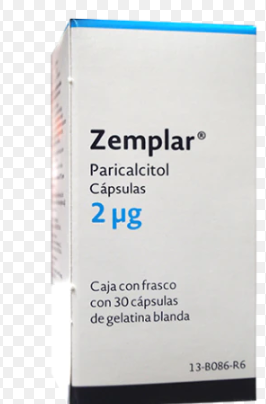 Zemplar®
Paricalcitol
Cápsulas
2 µg
Caja con frasco
con 30 cápsulas
de gelatina blanda
13-B086-R6